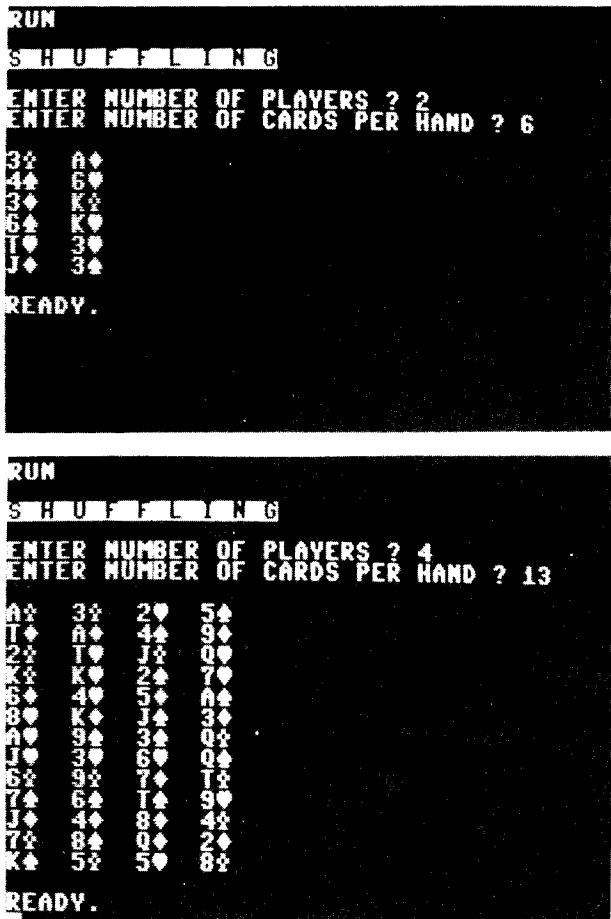 RUN
S H U F F L I N G
ENTER NUMBER OF PLAYERS ? 2
ENTER NUMBER OF CARDS PER HAND ? 6
3♣ A♦
4♠ 6♥
3♦ K♣
6♠ K♥
T♥ 3♥
J♦ 3♠
READY.
RUN
S H U F F L I N G
ENTER NUMBER OF PLAYERS ? 4
ENTER NUMBER OF CARDS PER HAND ? 13
A♣ 3♣ 2♥ 5♠
T♦ A♦ 4♠ 9♦
2♣ T♥ J♣ Q♥
K♣ K♥ 2♠ 7♥
6♦ 4♥ 5♦ A♠
8♥ K♦ J♠ 3♦
A♥ 9♠ 3♠ Q♣
J♥ 3♥ 6♥ Q♠
6♣ 9♣ 7♦ T♣
7♠ 6♠ T♠ 9♥
J♦ 4♦ 8♦ 4♣
7♣ 8♠ Q♦ 2♦
K♠ 5♣ 5♥ 8♣
READY.